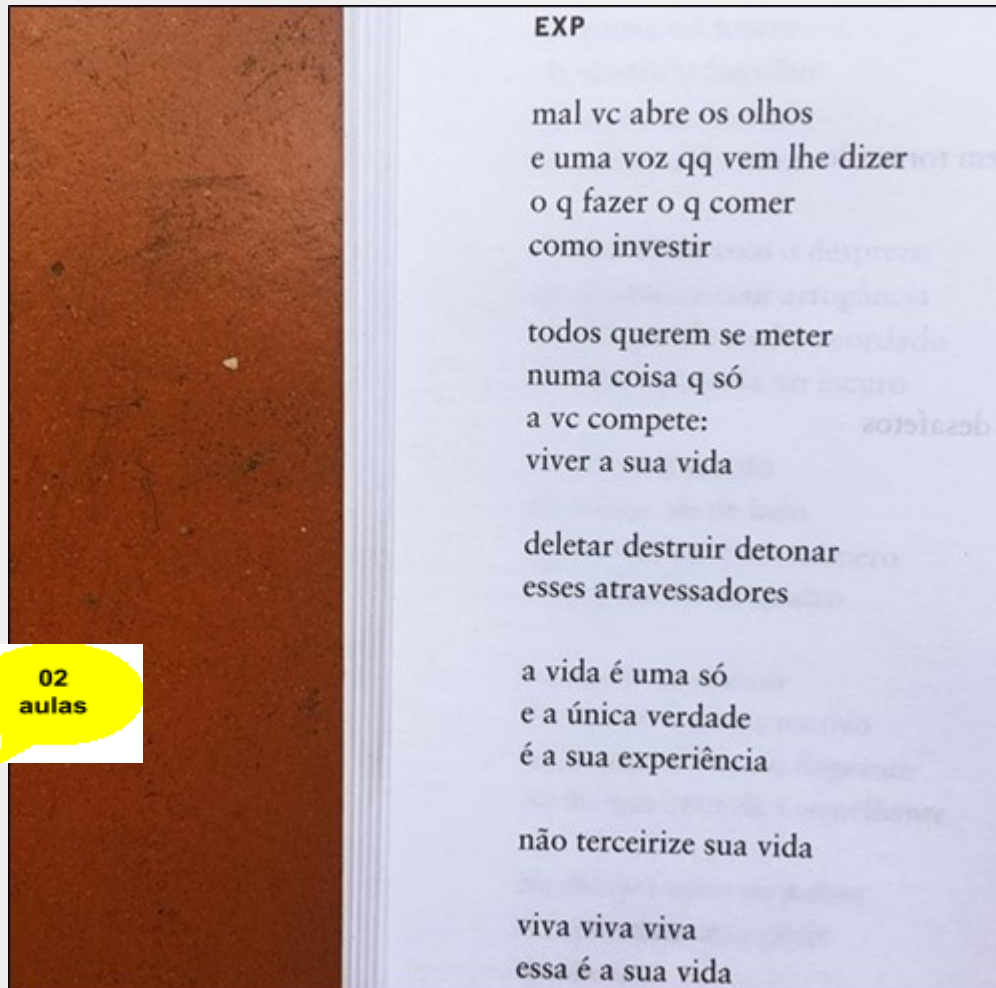 EXP
mal vc abre os olhos
e uma voz qq vem lhe dizer
o q fazer o q comer
como investir
todos querem se meter
numa coisa q só
a vc compete:
viver a sua vida
deletar destruir detonar
esses atravessadores
a vida é uma só
e a única verdade
é a sua experiência
não terceirize sua vida
viva viva viva
essa é a sua vida
02
aulas
desafetos